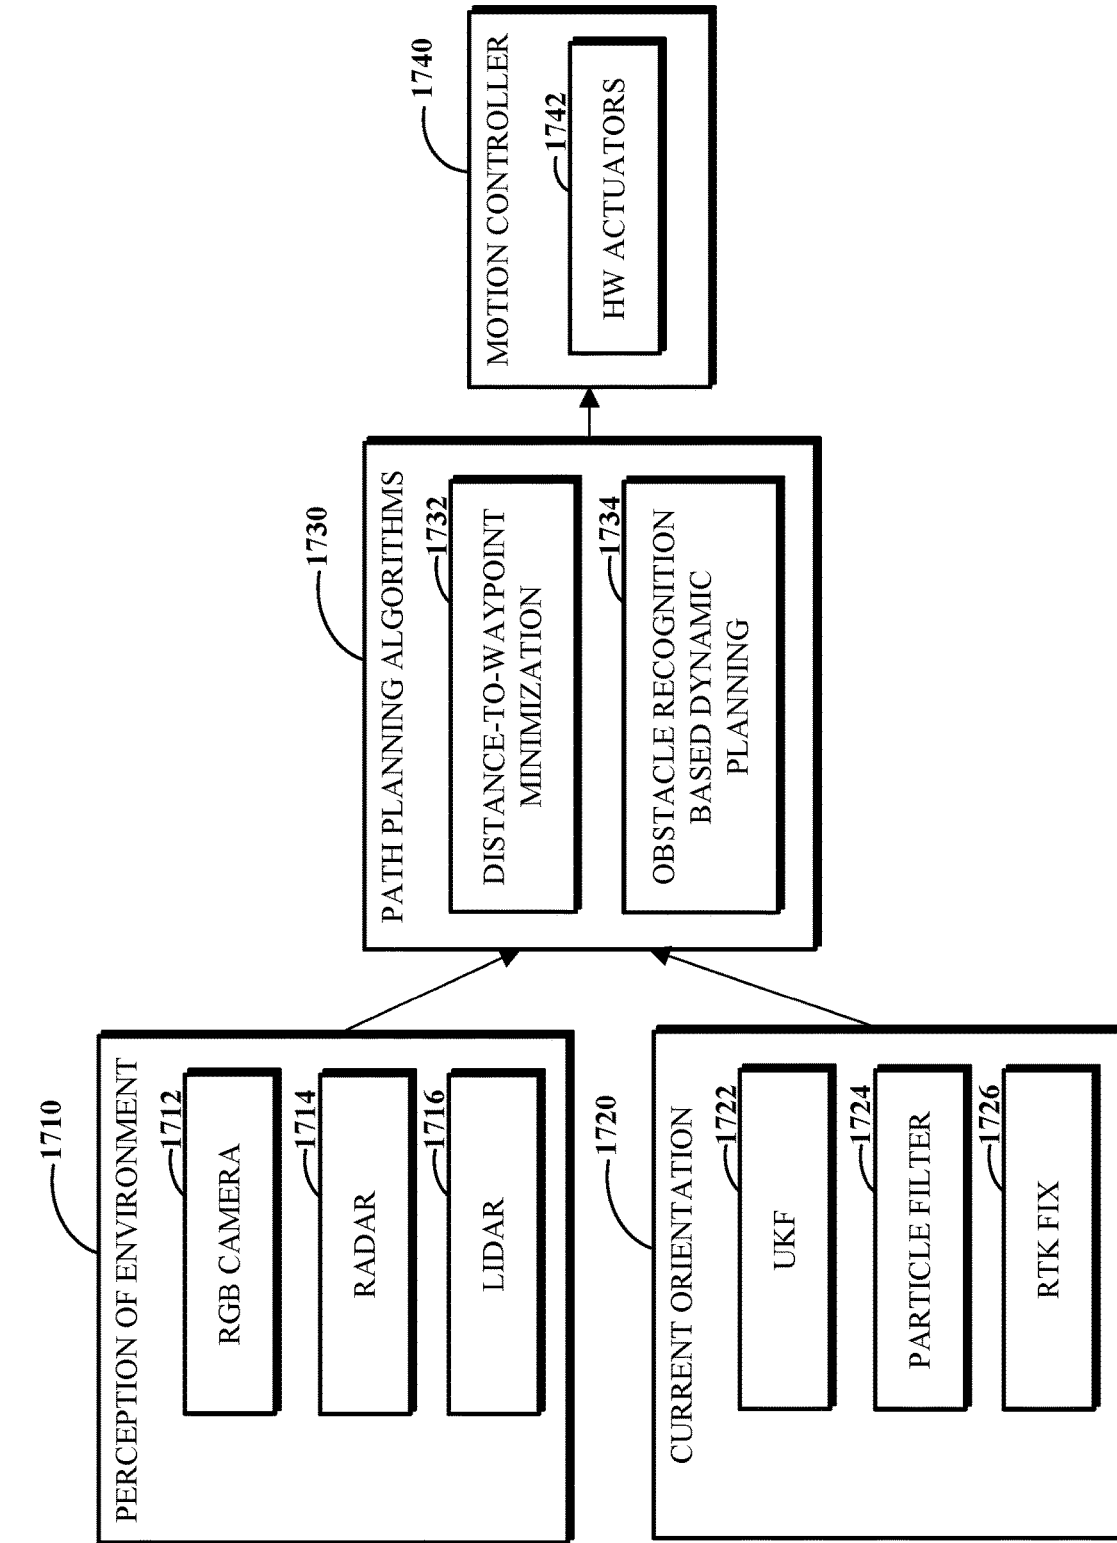 1710
PERCEPTION OF ENVIRONMENT
1712
RGB CAMERA
1714
RADAR
1716
LIDAR
1720
CURRENT ORIENTATION
1722
UKF
1724
PARTICLE FILTER
1726
RTK FIX
1730
PATH PLANNING ALGORITHMS
1732
DISTANCE-TO-WAYPOINT
MINIMIZATION
1734
OBSTACLE RECOGNITION
BASED DYNAMIC
PLANNING
1740
MOTION CONTROLLER
1742
HW ACTUATORS